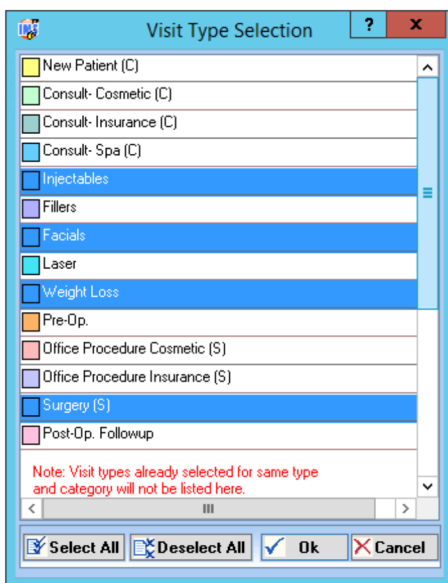 Visit Type Selection
?
x
New Patient (C)
Consult- Cosmetic (C)
Consult- Insurance (C)
Consult- Spa (C)
Injectables
Fillers
Facials
Laser
Weight Loss
Pre-Op.
Office Procedure Cosmetic (S)
Office Procedure Insurance (S)
Surgery (S)
Post-Op. Followup
Note: Visit types already selected for same type
and category will not be listed here.
Select All
Deselect All
Ok
Cancel